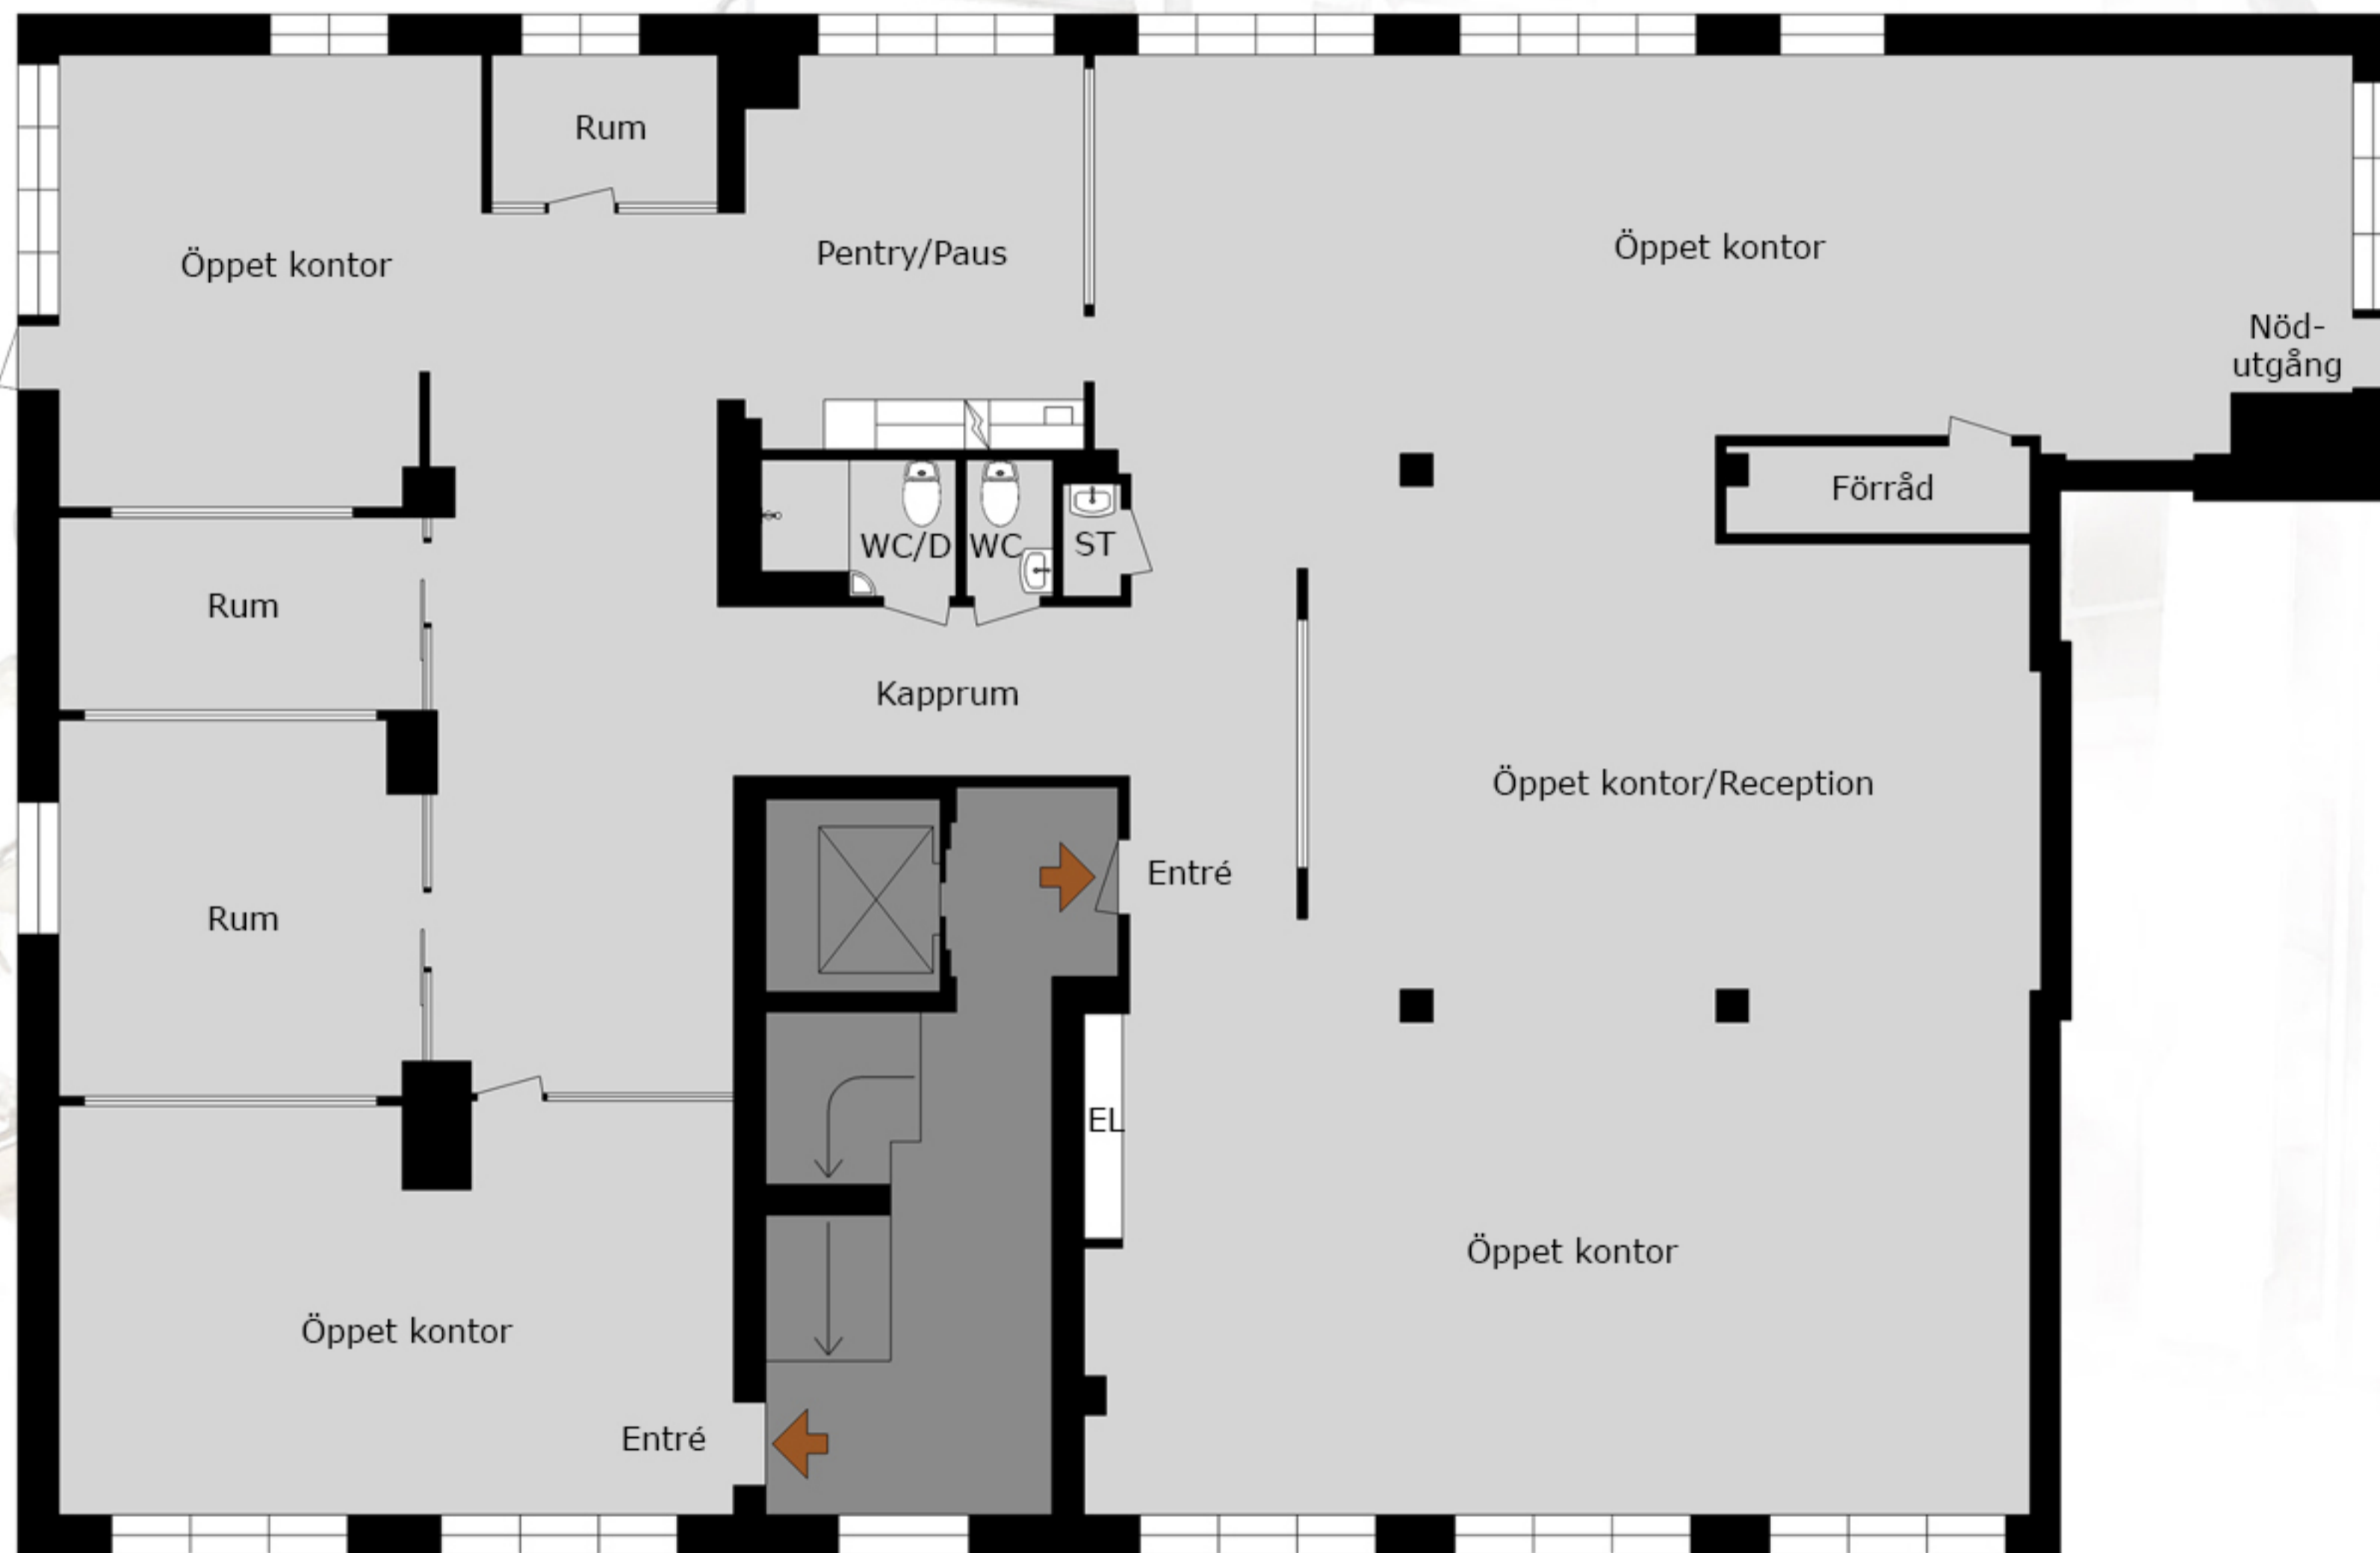 Rum
Öppet kontor
Pentry/Paus
Öppet kontor
Nöd-
utgång
Förråd
WC/D
WC
ST
Rum
Kapprum
Öppet kontor/Reception
Entré
Rum
EL
Öppet kontor
Öppet kontor
Entré